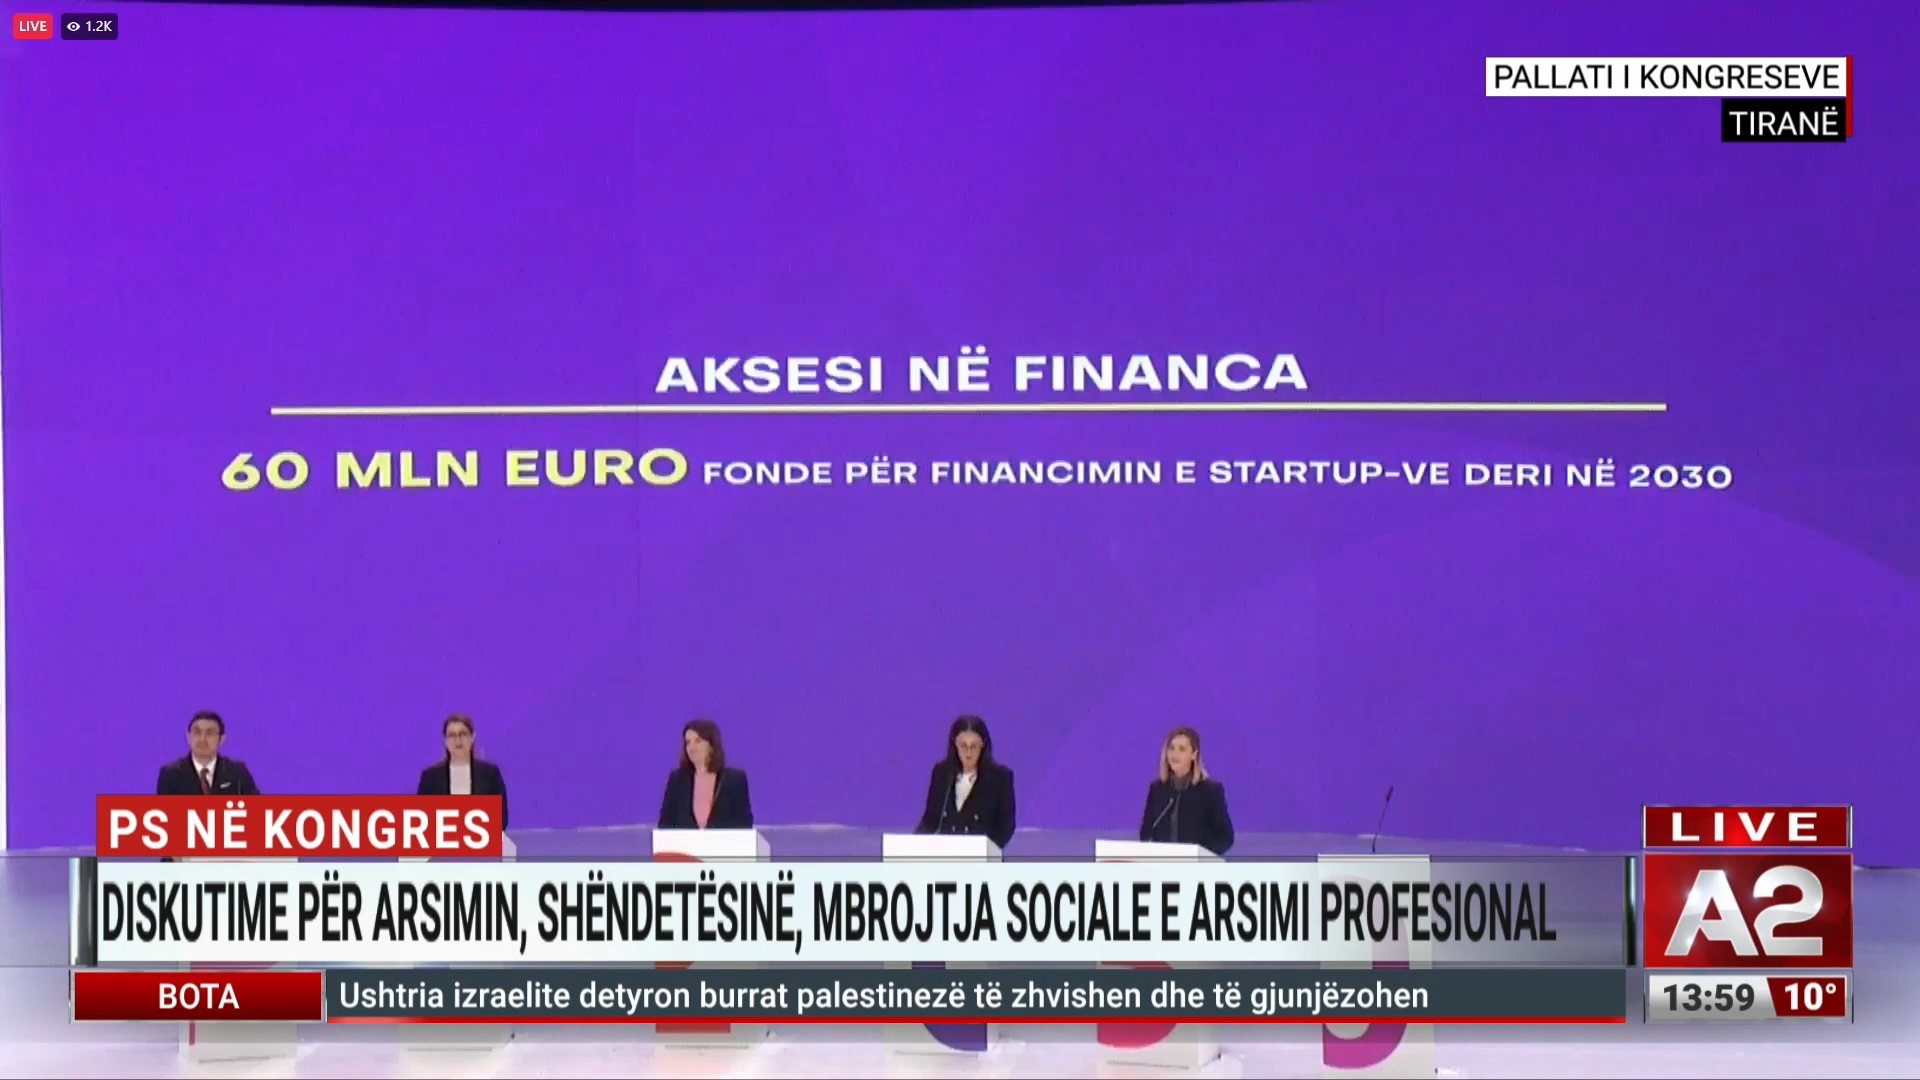 LIVE 1.2K
PALLATI I KONGRESEVE
TIRANË
AKSESI NË FINANCA
60 MLN EURO FONDE PËR FINANCIMIN E STARTUP-VE DERI NË 2030
PS NË KONGRES
LIVE
DISKUTIME PËR ARSIMIN, SHËNDETËSINË, MBROJTJA SOCIALE E ARSIMI PROFESIONAL
A2
BOTA
Ushtria izraelite detyron burrat palestinezë të zhvishen dhe të gjunjëzohen
13:59 10°